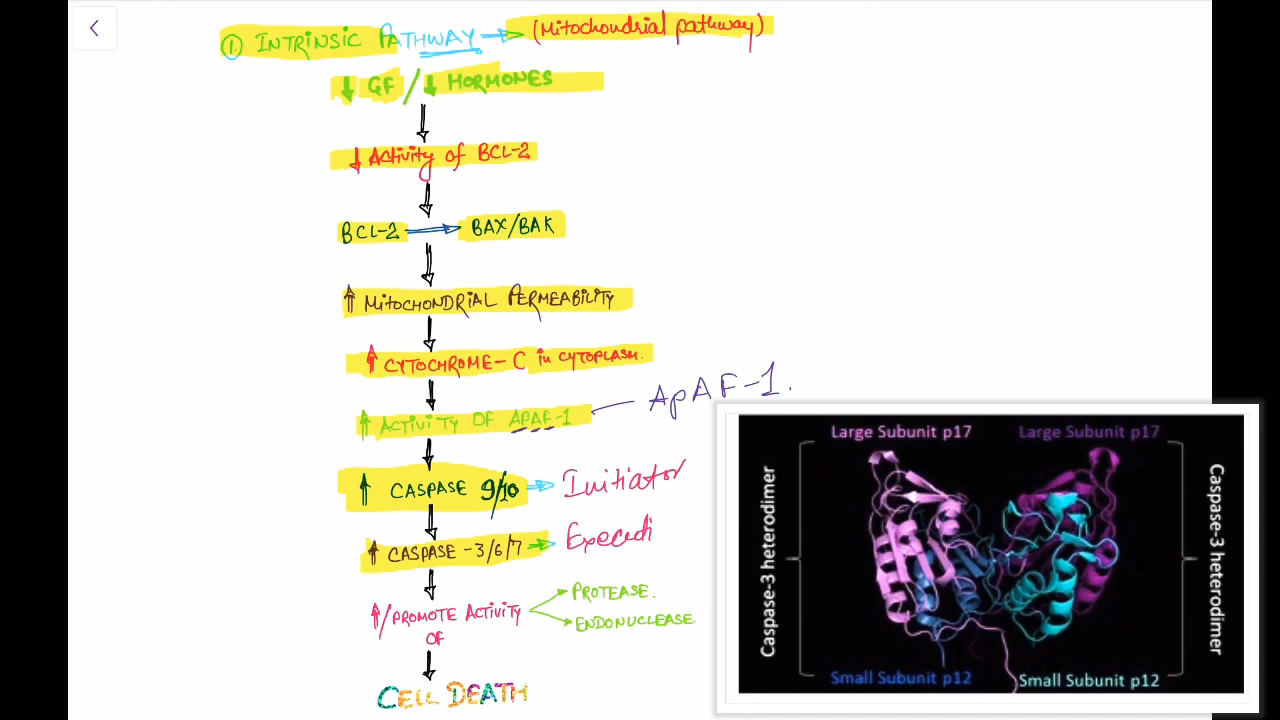 ① INTRINSIC PATHWAY → (Mitochondrial pathway)
↓ GF / ↓ HORMONES
↓ Activity of BCL-2
BCL-2 → BAX/BAK
↑ MITOCHONDRIAL PERMEABILITY
↑ CYTOCHROME-C in CYTOPLASM.
↑ ACTIVITY OF APAF-1
ApAF-1.
↑ CASPASE 9/10 → Initiator
↑ CASPASE -3/6/7 → Executi
↑/PROMOTE ACTIVITY OF
PROTEASE.
ENDONUCLEASE.
CELL DEATH
Large Subunit p17
Large Subunit p17
Caspase-3 heterodimer
Caspase-3 heterodimer
Small Subunit p12
Small Subunit p12